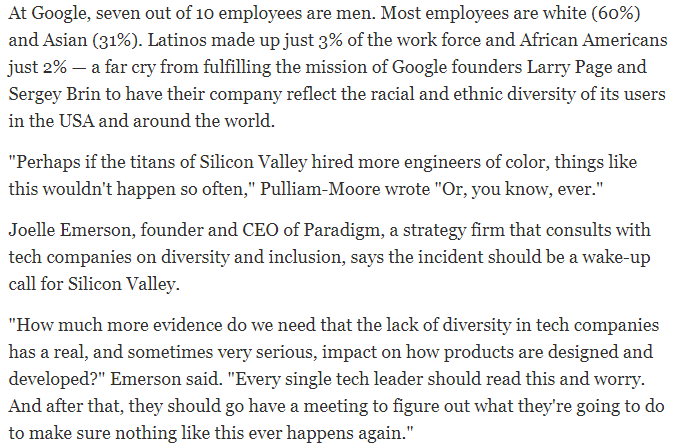 At Google, seven out of 10 employees are men. Most employees are white (60%)
and Asian (31%). Latinos made up just 3% of the work force and African Americans
just 2% — a far cry from fulfilling the mission of Google founders Larry Page and
Sergey Brin to have their company reflect the racial and ethnic diversity of its users
in the USA and around the world.
"Perhaps if the titans of Silicon Valley hired more engineers of color, things like
this wouldn't happen so often," Pulliam-Moore wrote "Or, you know, ever."
Joelle Emerson, founder and CEO of Paradigm, a strategy firm that consults with
tech companies on diversity and inclusion, says the incident should be a wake-up
call for Silicon Valley.
"How much more evidence do we need that the lack of diversity in tech companies
has a real, and sometimes very serious, impact on how products are designed and
developed?" Emerson said. "Every single tech leader should read this and worry.
And after that, they should go have a meeting to figure out what they're going to do
to make sure nothing like this ever happens again."